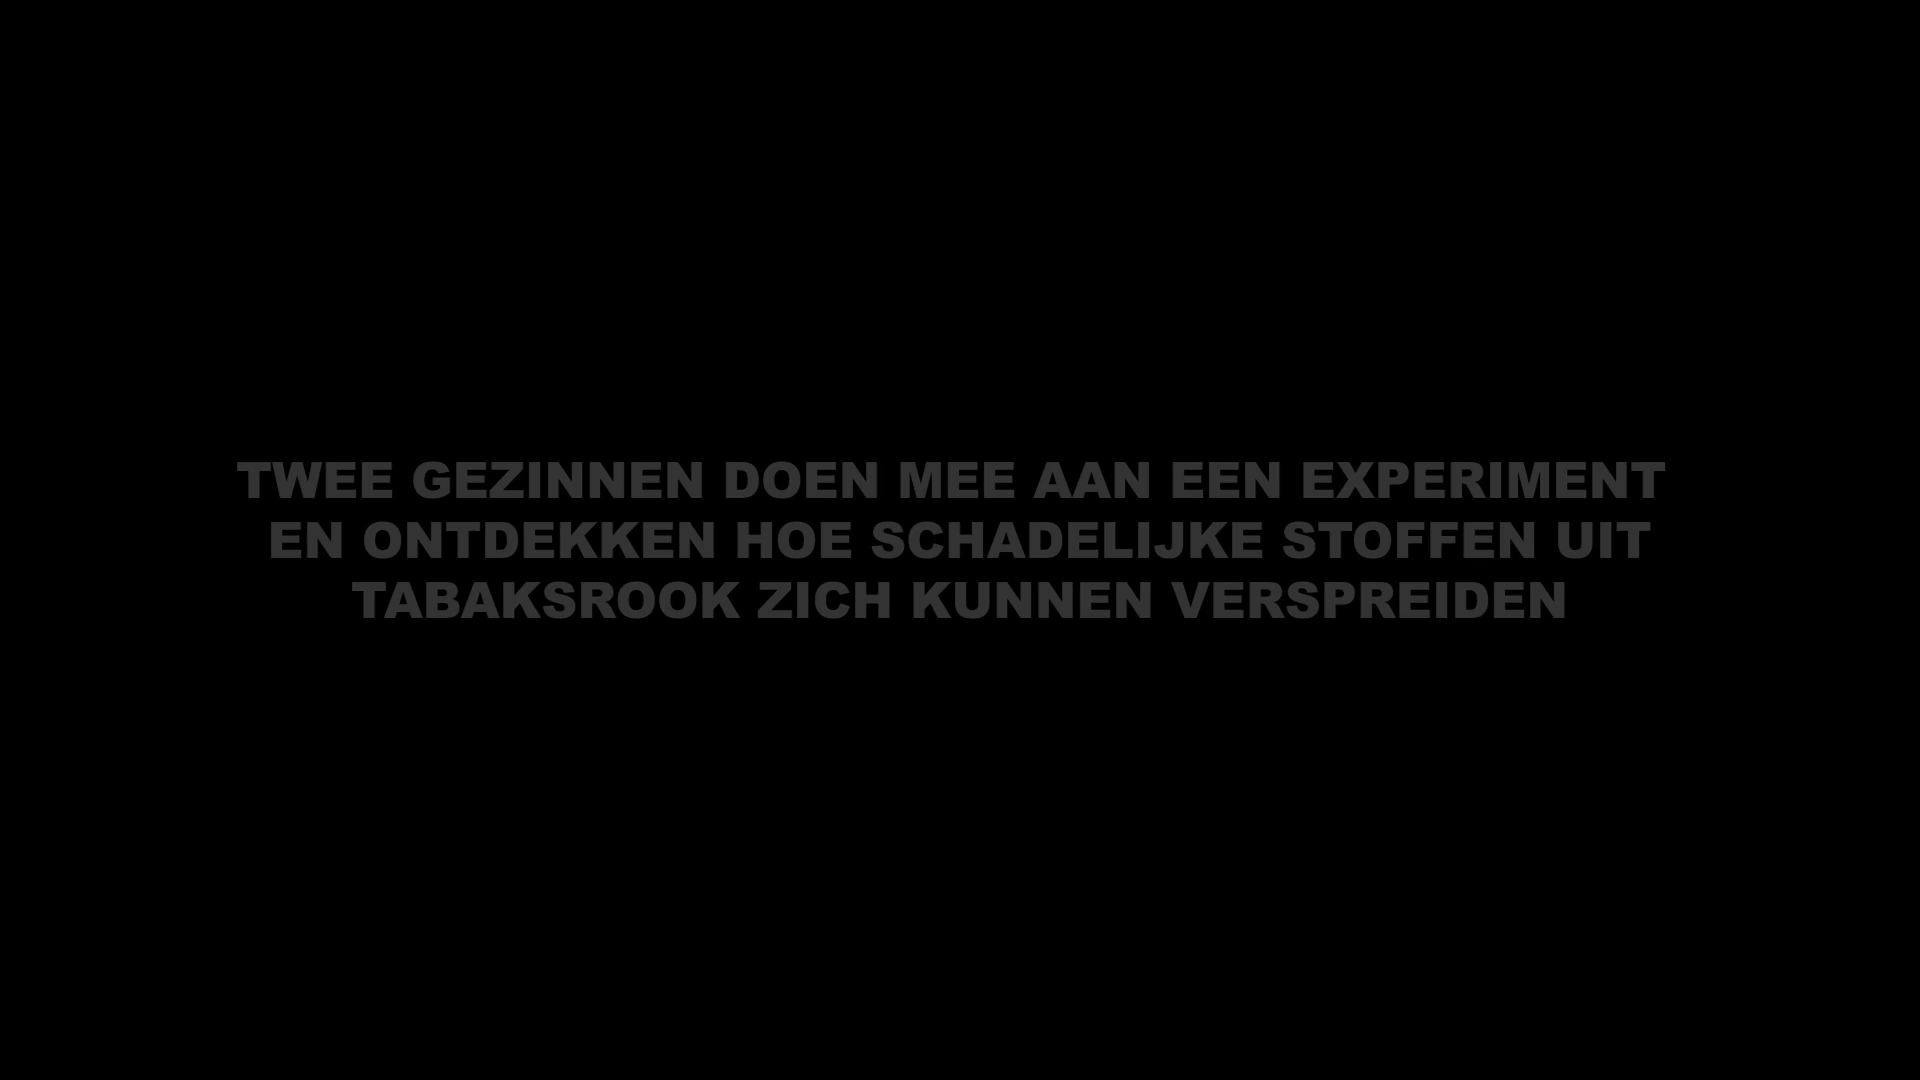 TWEE GEZINNEN DOEN MEE AAN EEN EXPERIMENT
EN ONTDEKKEN HOE SCHADELIJKE STOFFEN UIT
TABAKSROOK ZICH KUNNEN VERSPREIDEN